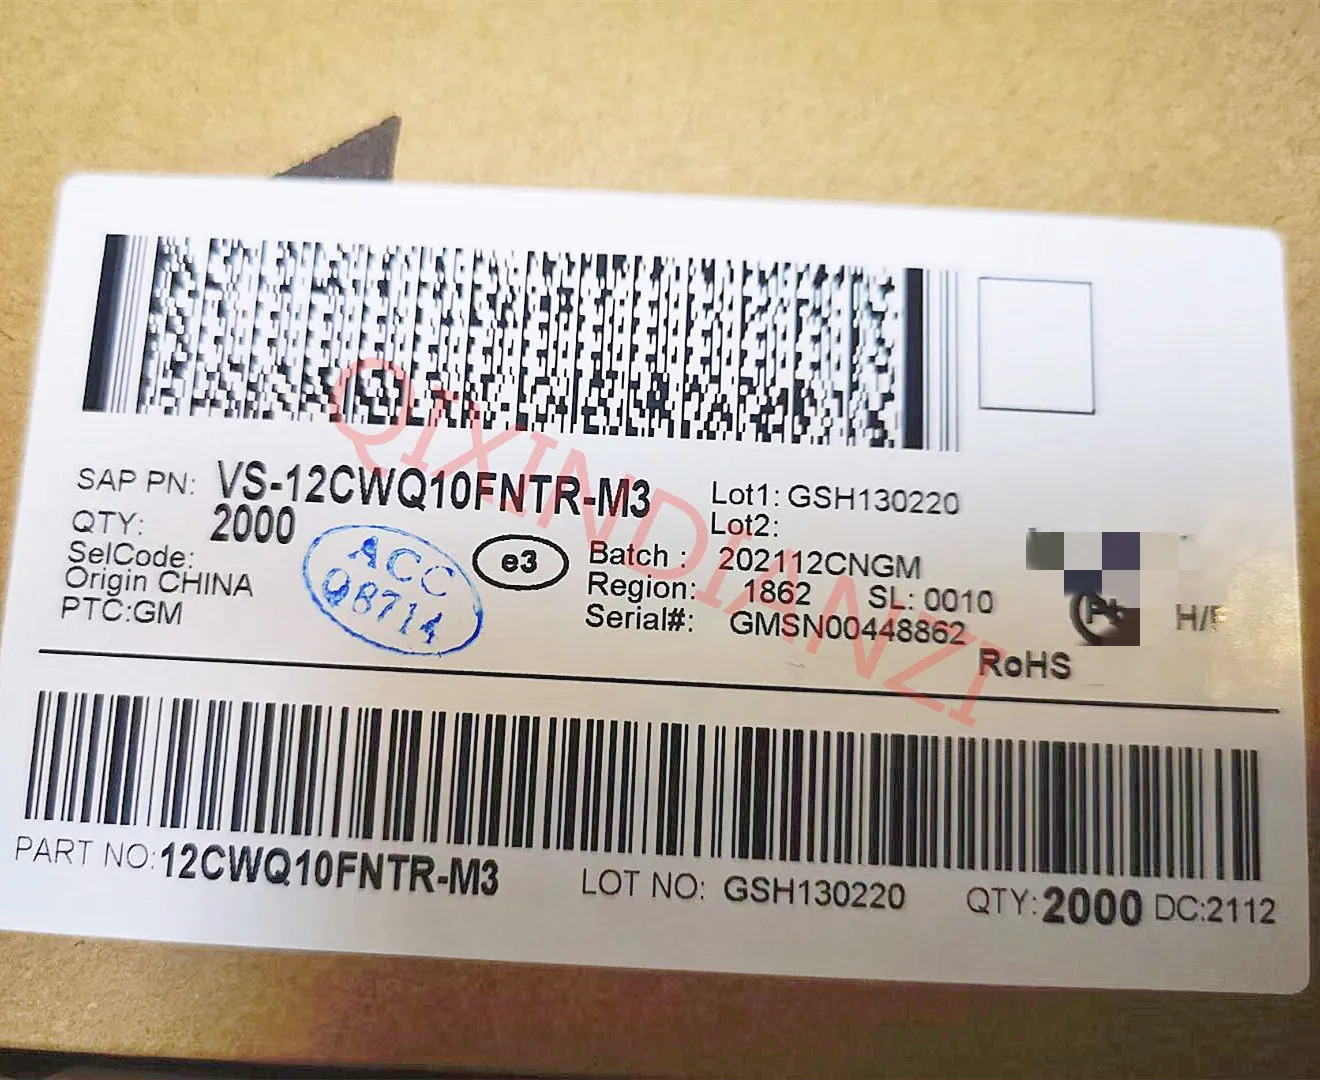 SAP PN: VS-12CWQ10FNTR-M3
QTY: 2000
SelCode:
Origin CHINA
PTC:GM
ACC
Q8714
e3
Lot1: GSH130220
Lot2:
Batch : 202112CNGM
Region: 1862 SL: 0010
Serial#: GMSN00448862
RoHS
Pb
QIXINDIANZI
PART NO: 12CWQ10FNTR-M3 LOT NO: GSH130220 QTY: 2000 DC:2112